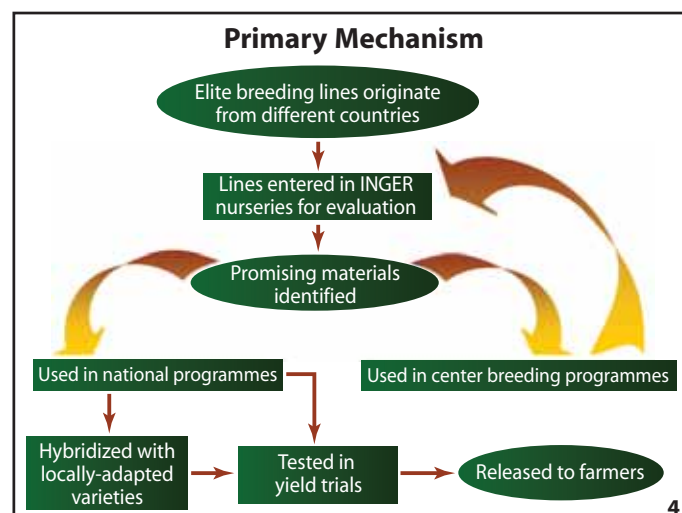 Primary Mechanism
Elite breeding lines originate
from different countries
Lines entered in INGER
nurseries for evaluation
Promising materials
identified
Used in national programmes
Used in center breeding programmes
Hybridized with
locally-adapted
varieties
Tested in
yield trials
Released to farmers
4